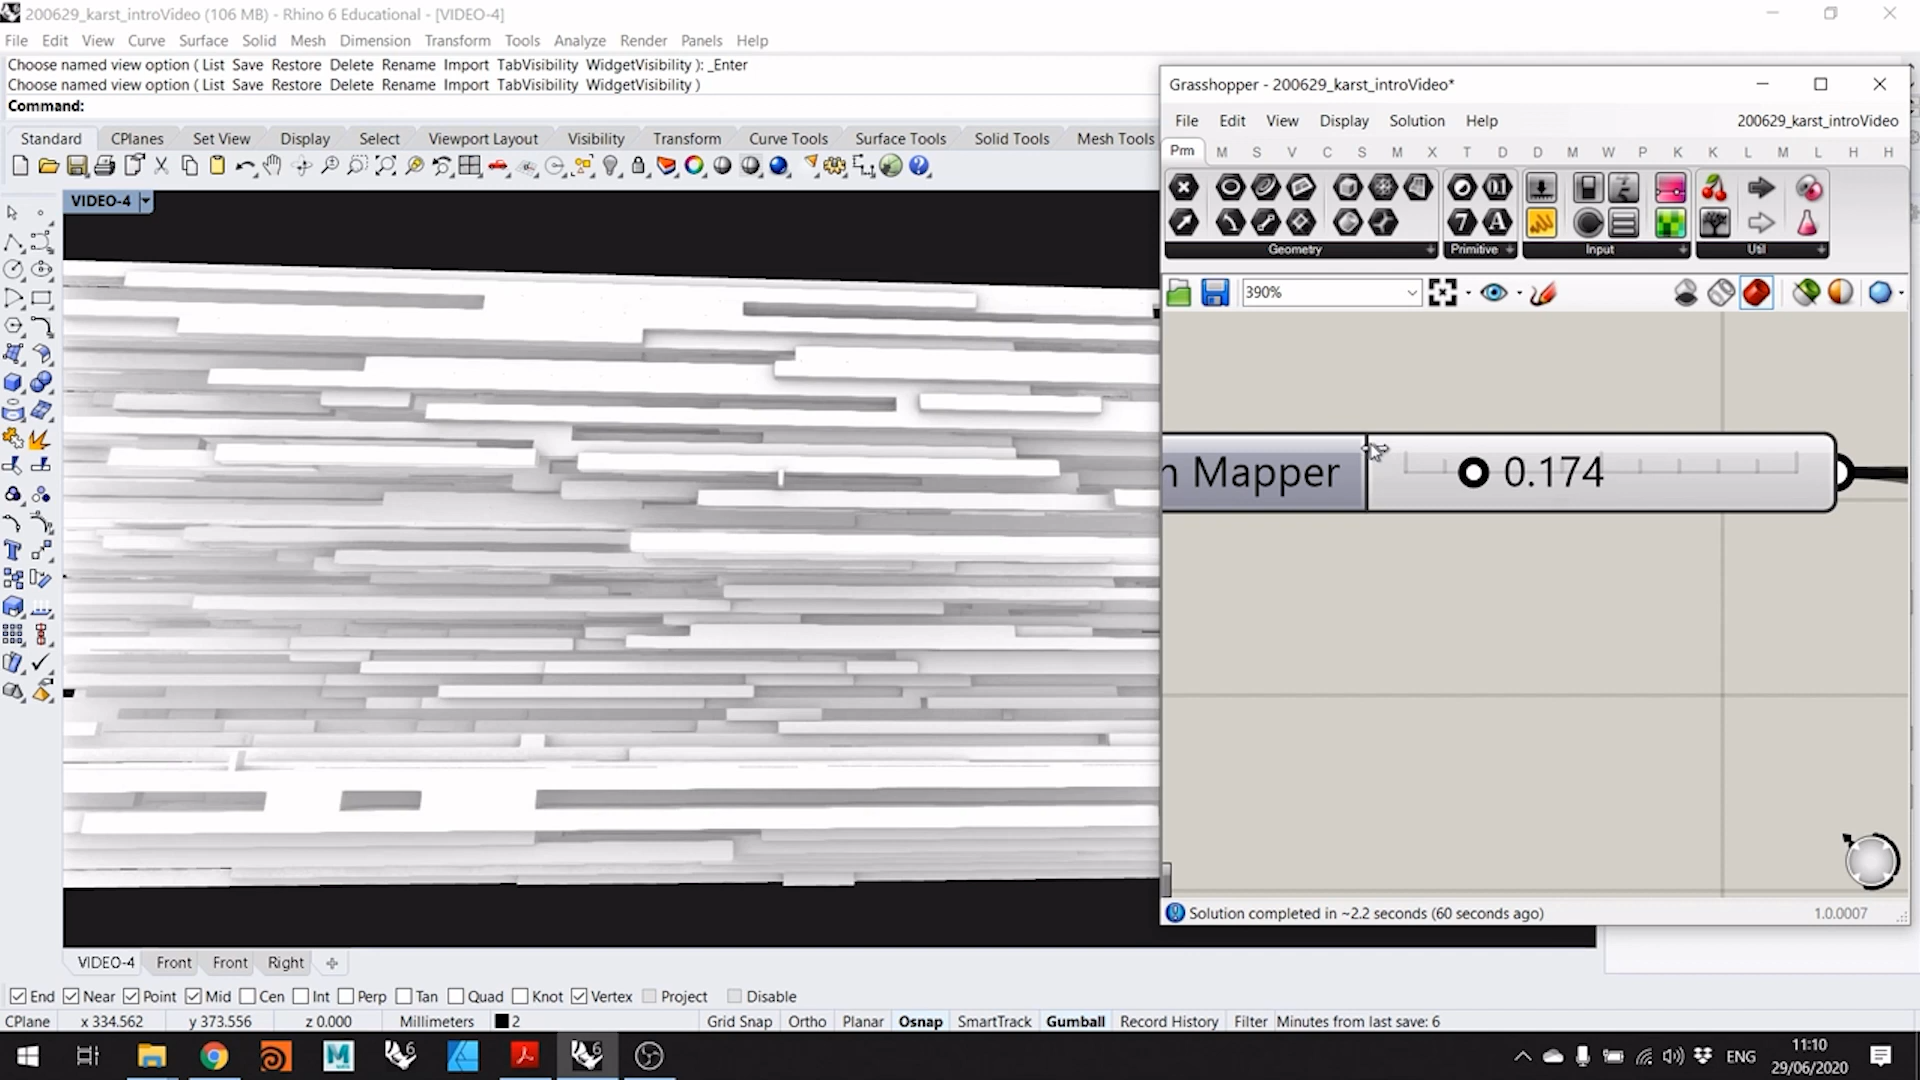 200629_karst_introVideo (106 MB) - Rhino 6 Educational - [VIDEO-4]
File Edit View Curve Surface Solid Mesh Dimension Transform Tools Analyze Render Panels Help
Choose named view option ( List Save Restore Delete Rename Import TabVisibility WidgetVisibility ): _Enter
Choose named view option ( List Save Restore Delete Rename Import TabVisibility WidgetVisibility )
Command:
Standard CPlanes Set View Display Select Viewport Layout Visibility Transform Curve Tools Surface Tools Solid Tools Mesh Tools
VIDEO-4
Grasshopper - 200629_karst_introVideo*
File Edit View Display Solution Help 200629_karst_introVideo
Prm M S V C S M X T D D M W P K K L M L H H
Geometry Primitive Input Util
390%
n Mapper 0.174
Solution completed in ~2.2 seconds (60 seconds ago) 1.0.0007
VIDEO-4 Front Front Right
End Near Point Mid Cen Int Perp Tan Quad Knot Vertex Project Disable
CPlane x 334.562 y 373.556 z 0.000 Millimeters 2 Grid Snap Ortho Planar Osnap SmartTrack Gumball Record History Filter Minutes from last save: 6
ENG 11:10
29/06/2020